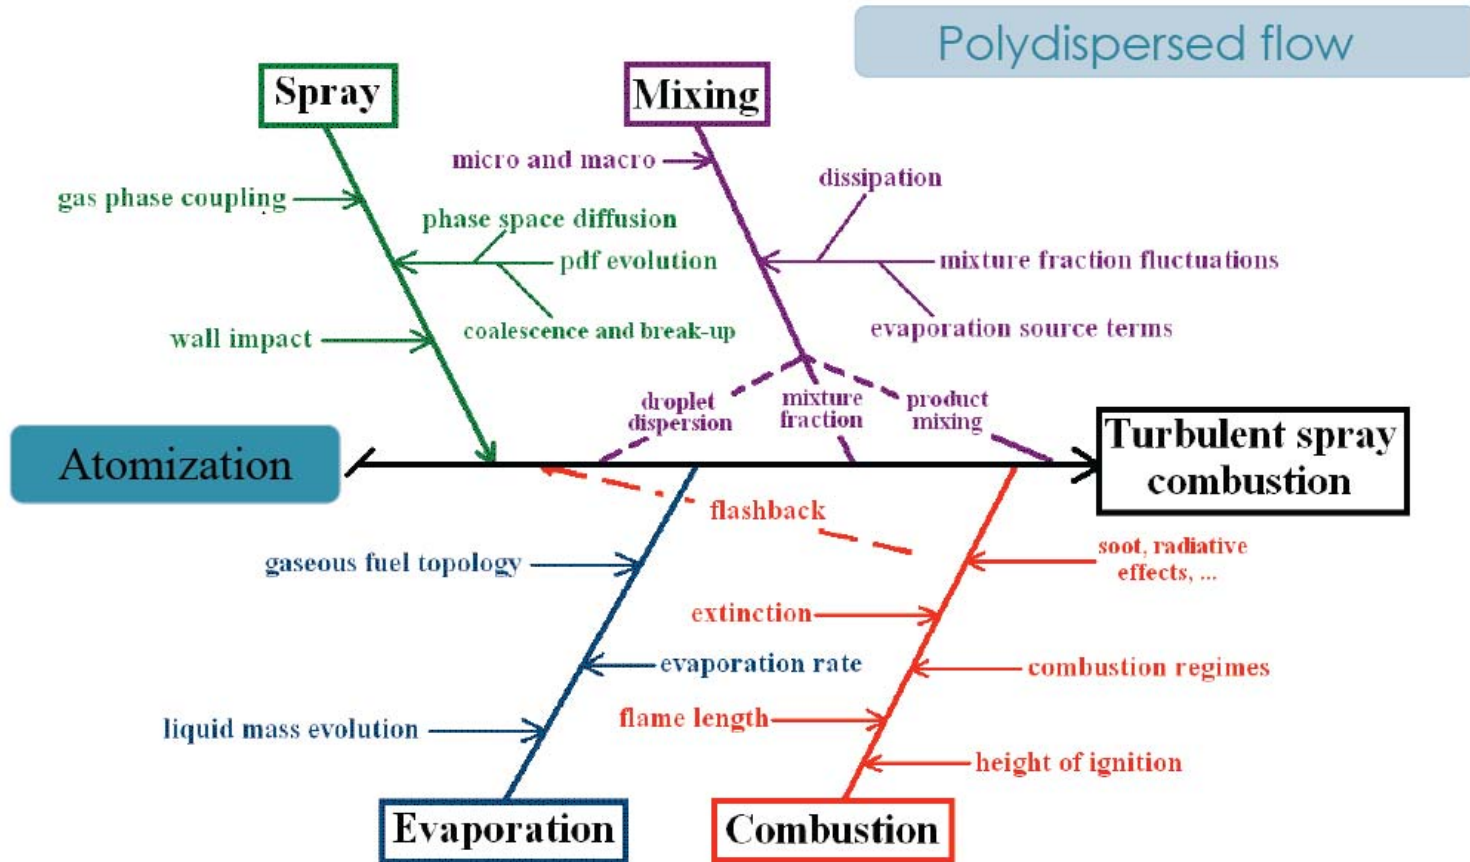 Polydispersed flow
Spray
Mixing
micro and macro
dissipation
gas phase coupling
phase space diffusion
pdf evolution
mixture fraction fluctuations
coalescence and break-up
evaporation source terms
wall impact
droplet
dispersion
mixture
fraction
product
mixing
Atomization
Turbulent spray
combustion
flashback
gaseous fuel topology
soot, radiative
effects, ...
extinction
evaporation rate
combustion regimes
flame length
liquid mass evolution
height of ignition
Evaporation
Combustion